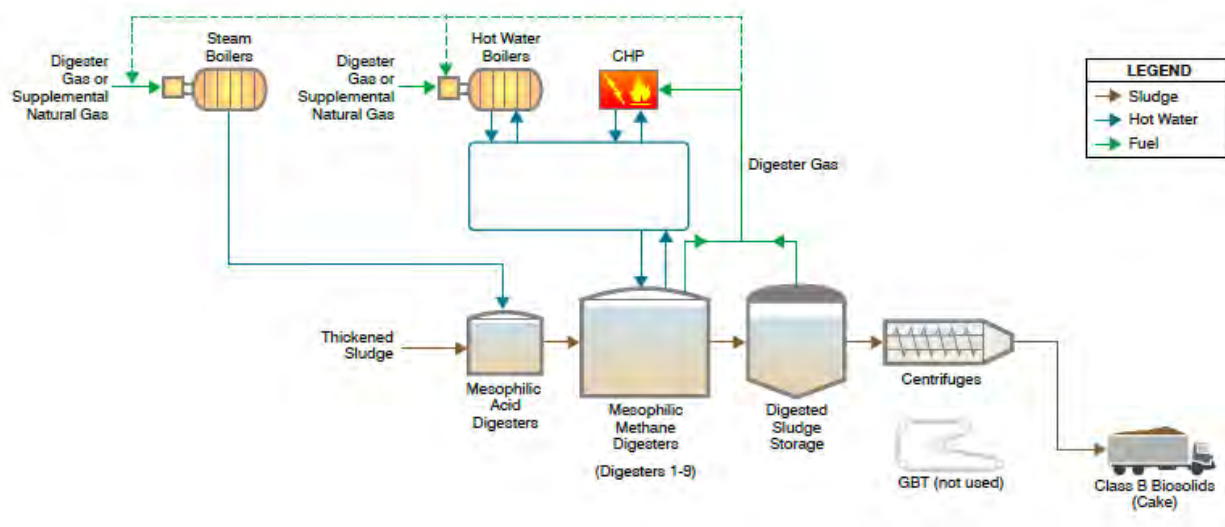 Steam
Boilers
Digester
Gas or
Supplemental
Natural Gas
Hot Water
Boilers
Digester
Gas or
Supplemental
Natural Gas
CHP
LEGEND
Sludge
Hot Water
Fuel
Digester Gas
Thickened
Sludge
Mesophilic
Acid
Digesters
Mesophilic
Methane
Digesters
(Digesters 1-9)
Digested
Sludge
Storage
Centrifuges
GBT (not used)
Class B Biosolids
(Cake)